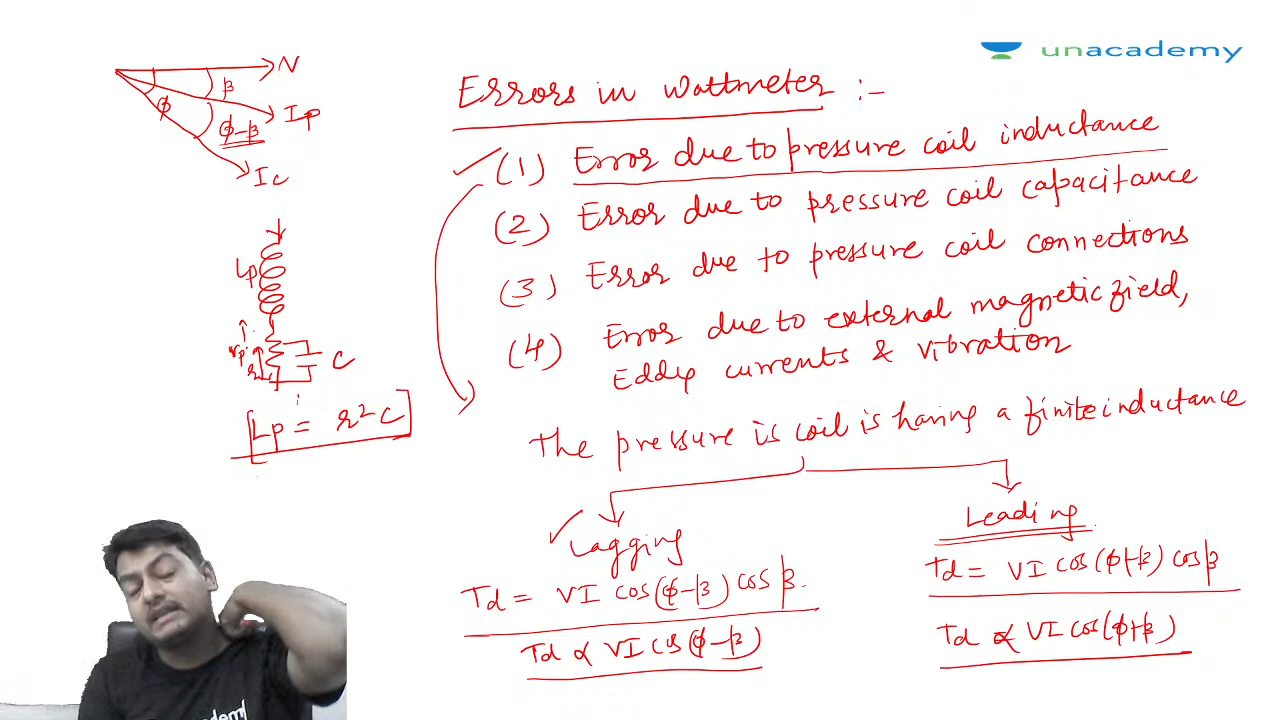 unacademy
Errors in Wattmeter :-
(1) Error due to pressure coil inductance
(2) Error due to pressure coil capacitance
(3) Error due to pressure coil connections
(4) Error due to external magnetic field,
Eddy currents & vibration
The pressure is coil is having a finite inductance
Lagging
Td = VI cos(ϕ-β) cos β.
Td ∝ VI cos(ϕ-β)
Leading
Td = VI cos(ϕ+β) cos β
Td ∝ VI cos(ϕ+β)
V
β
ϕ
Ip
ϕ-β
Ic
Lp
rp
r
C
Lp = r²c